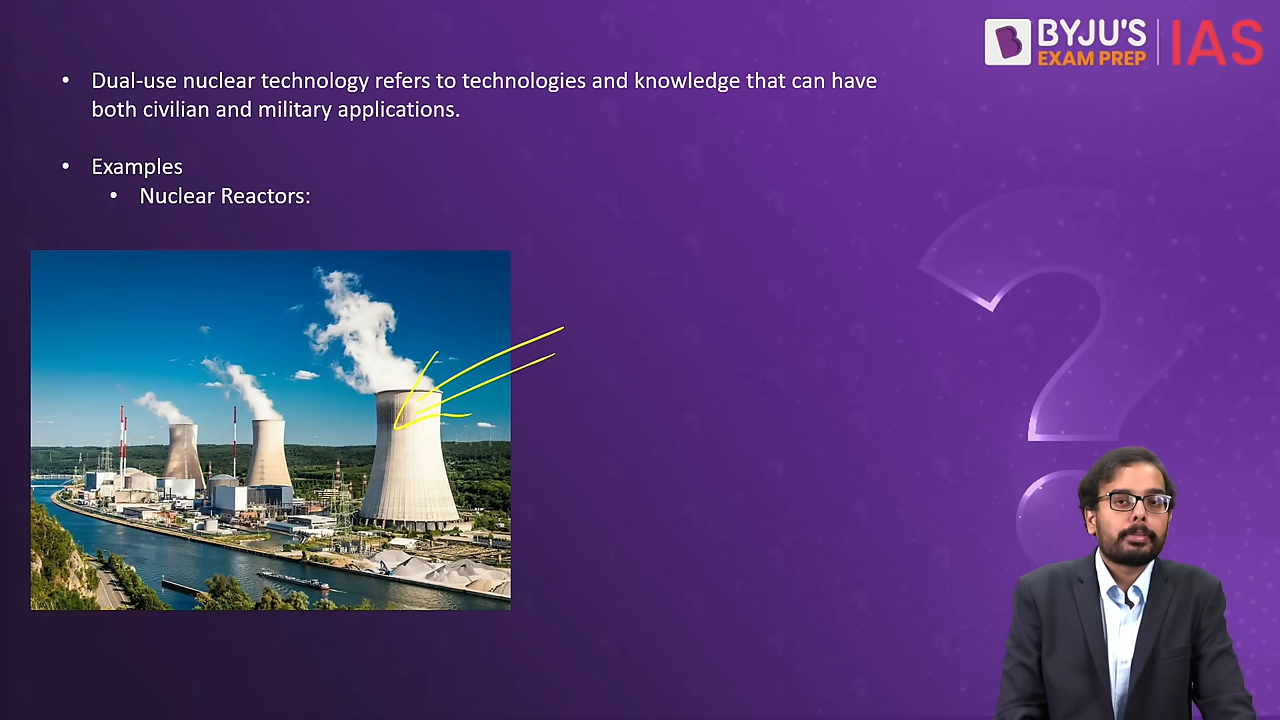 BYJU'S
EXAM PREP
IAS
• Dual-use nuclear technology refers to technologies and knowledge that can have
both civilian and military applications.
• Examples
• Nuclear Reactors: